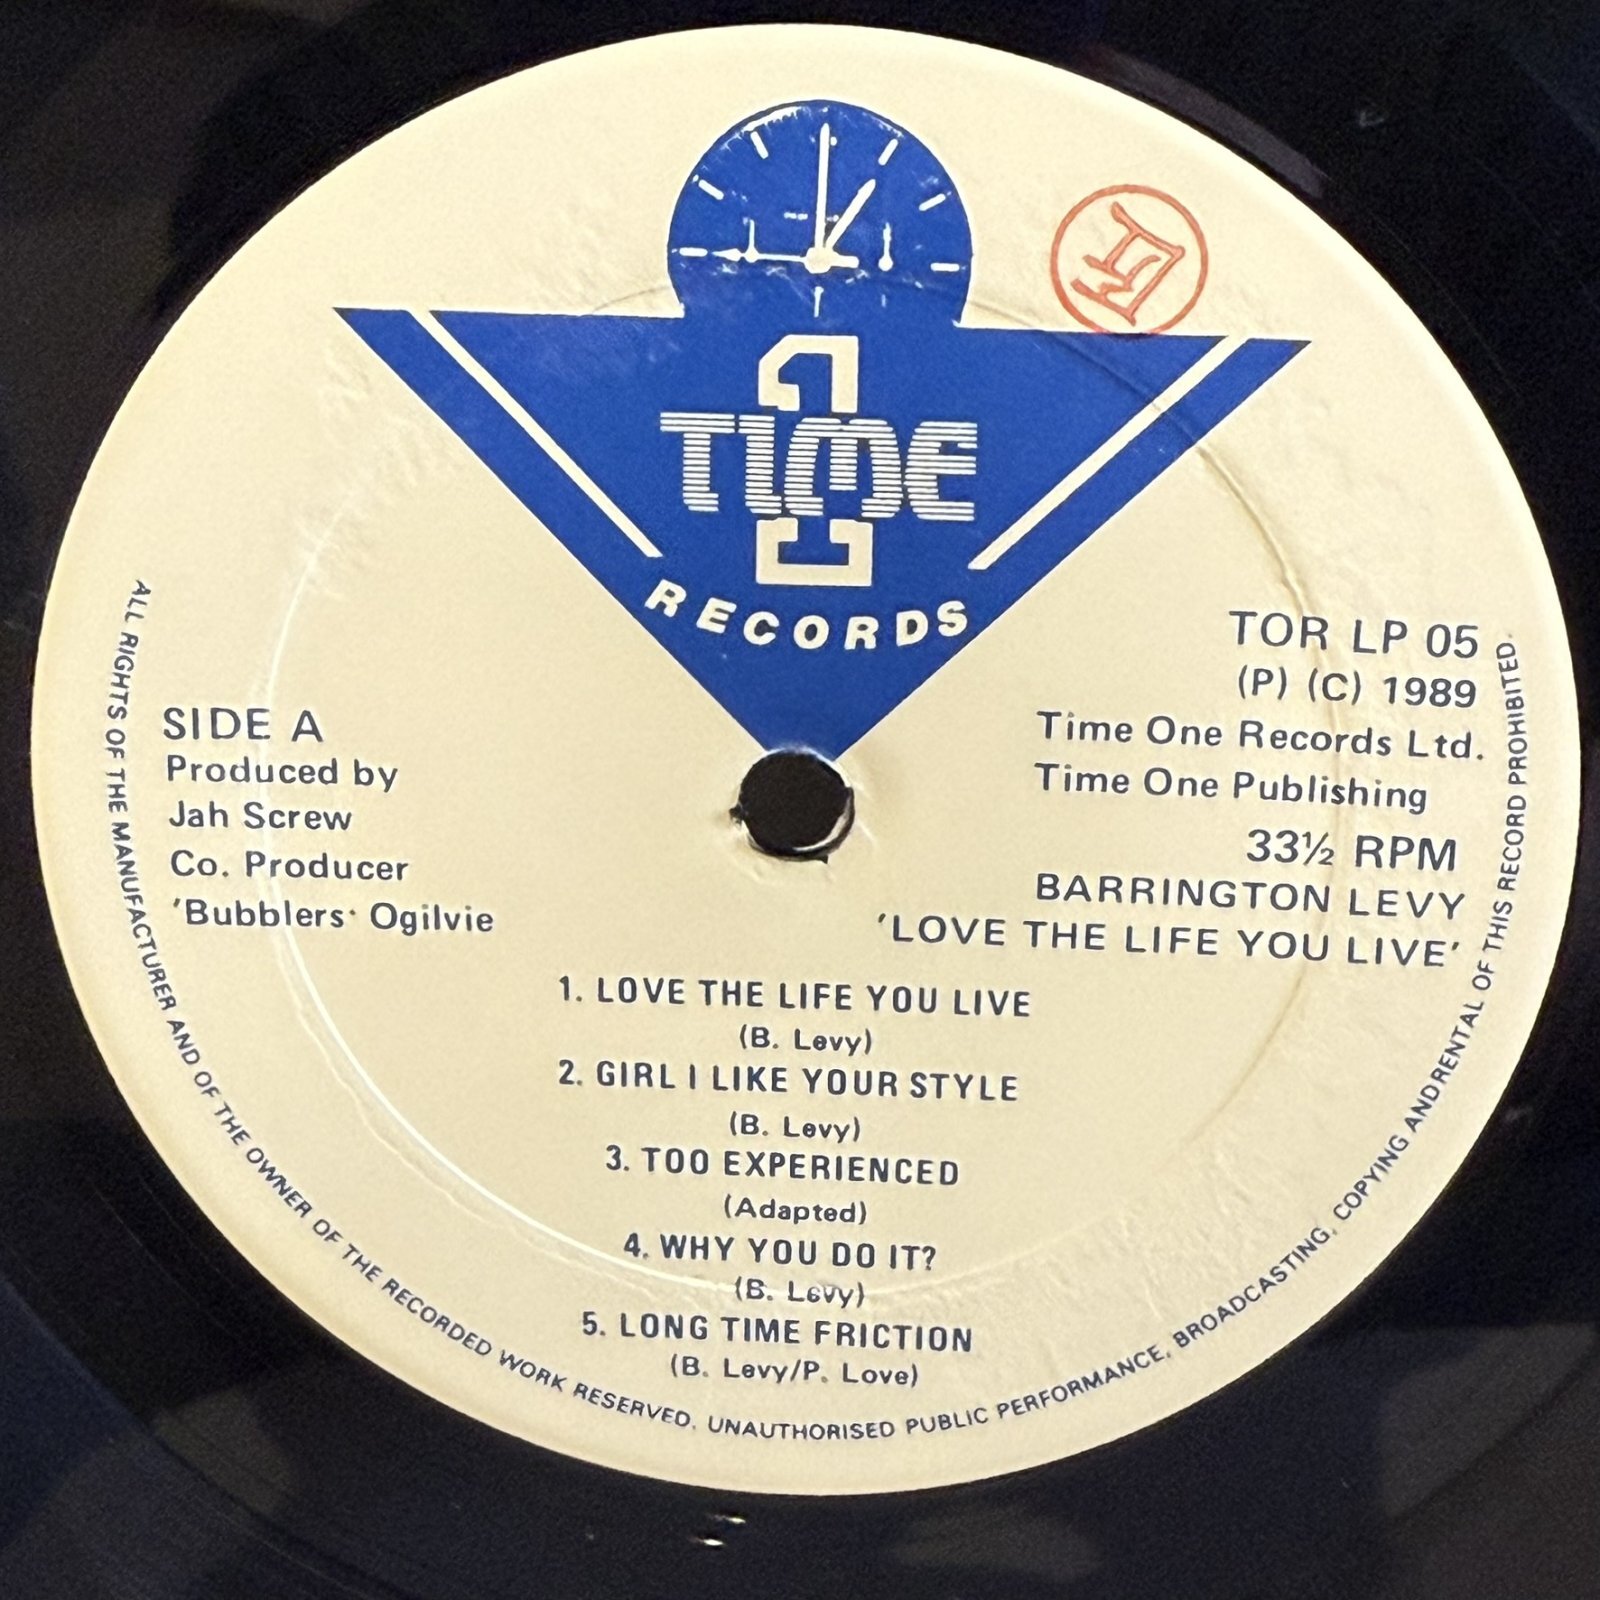 1
TIME
RECORDS
TOR LP 05
(P) (C) 1989
Time One Records Ltd.
Time One Publishing
33½ RPM
BARRINGTON LEVY
'LOVE THE LIFE YOU LIVE'
SIDE A
Produced by
Jah Screw
Co. Producer
'Bubblers· Ogilvie
1. LOVE THE LIFE YOU LIVE
(B. Levy)
2. GIRL I LIKE YOUR STYLE
(B. Levy)
3. TOO EXPERIENCED
(Adapted)
4. WHY YOU DO IT?
(B. Levy)
5. LONG TIME FRICTION
(B. Levy/P. Love)
ALL RIGHTS OF THE MANUFACTURER AND OF THE OWNER OF THE RECORDED WORK RESERVED. UNAUTHORISED PUBLIC PERFORMANCE, BROADCASTING, COPYING AND RENTAL OF THIS RECORD PROHIBITED.